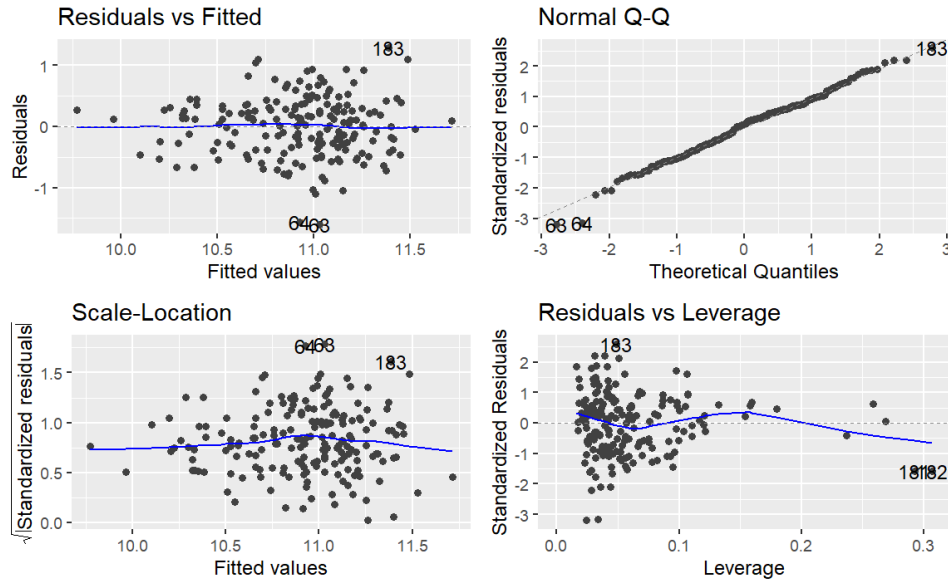 Residuals vs Fitted
183
1
0
-1
64 63
10.0 10.5 11.0 11.5
Fitted values
Residuals
Normal Q-Q
183
3
2
1
0
-1
-2
-3
63 64
-3 -2 -1 0 1 2 3
Theoretical Quantiles
Standardized residuals
Scale-Location
64 63
183
1.5
1.0
0.5
0.0
10.0 10.5 11.0 11.5
Fitted values
√|Standardized residuals|
Residuals vs Leverage
183
2
1
0
-1
-2
-3
181 182
0.0 0.1 0.2 0.3
Leverage
Standardized Residuals